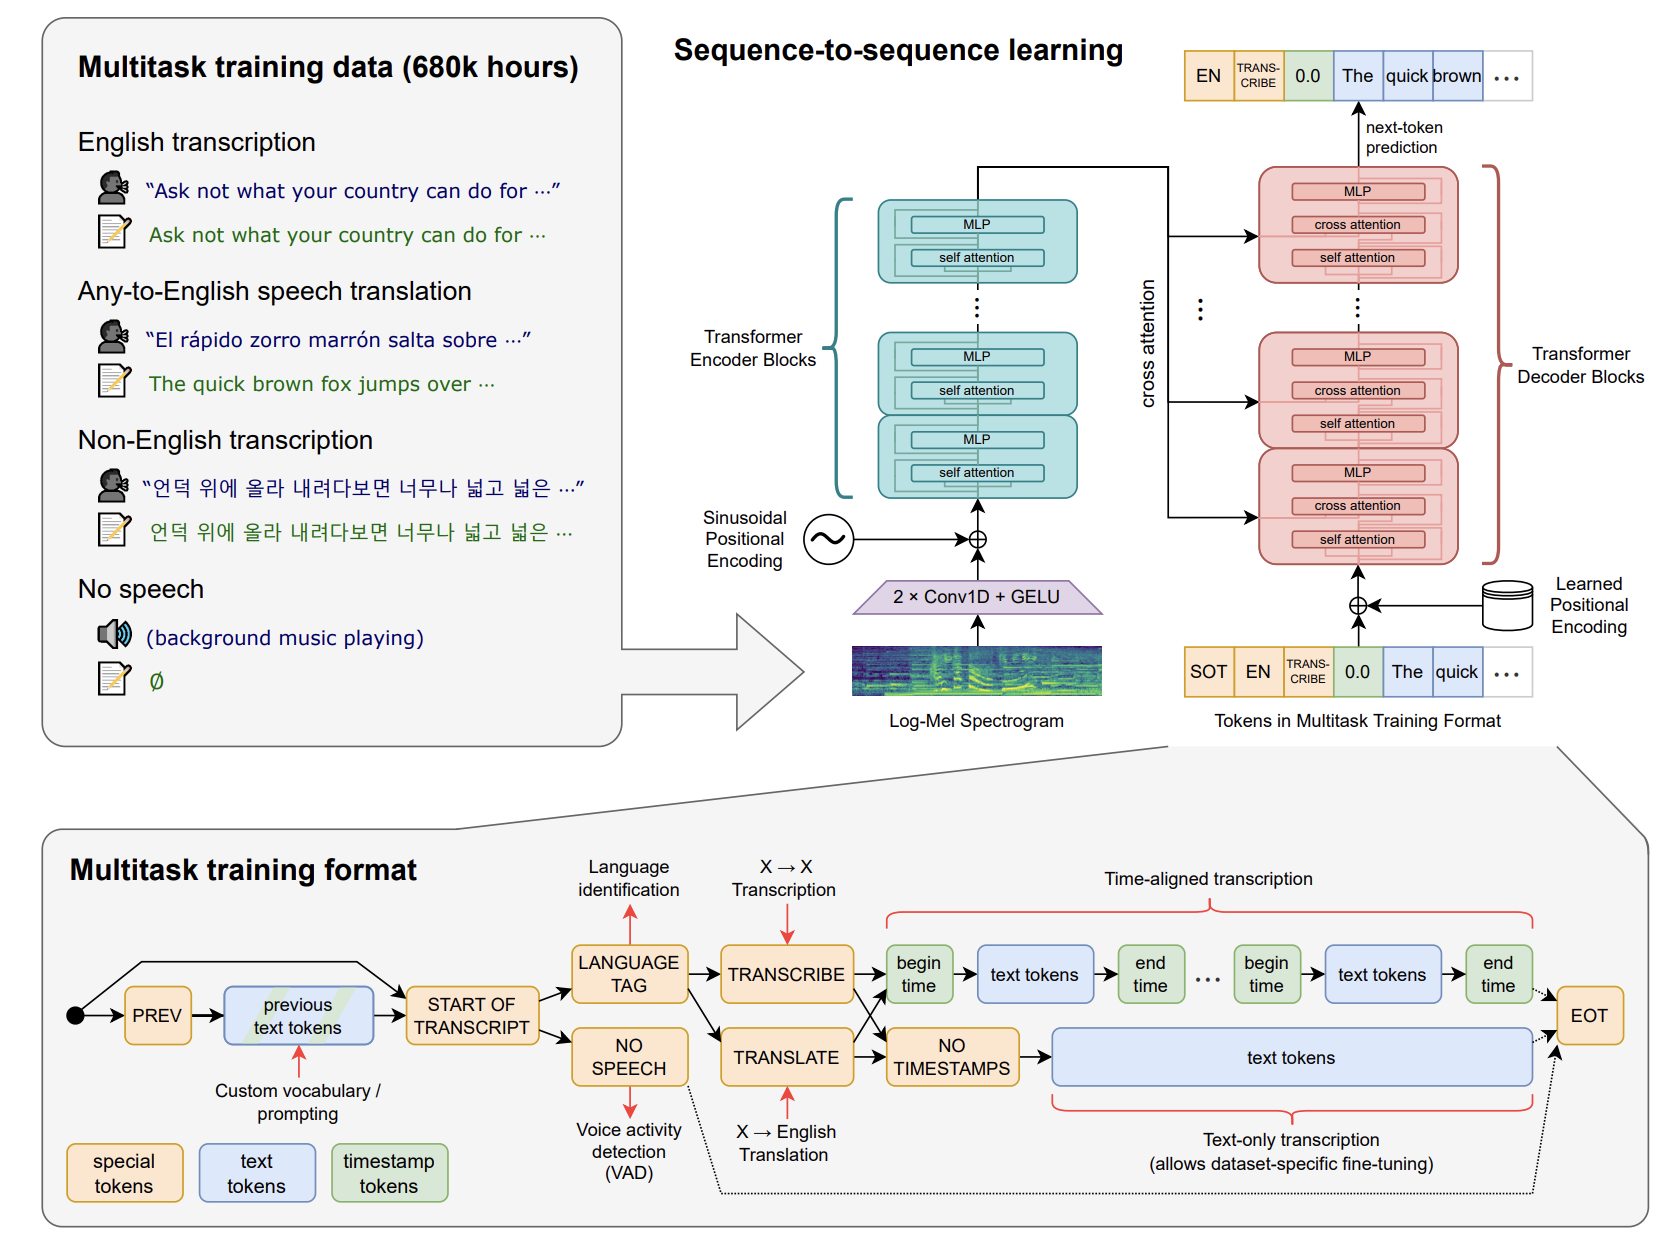 Multitask training data (680k hours)
English transcription
“Ask not what your country can do for ⋯”
Ask not what your country can do for ⋯
Any-to-English speech translation
“El rápido zorro marrón salta sobre ⋯”
The quick brown fox jumps over ⋯
Non-English transcription
“언덕 위에 올라 내려다보면 너무나 넓고 넓은 ⋯”
언덕 위에 올라 내려다보면 너무나 넓고 넓은 ⋯
No speech
(background music playing)
∅
Sequence-to-sequence learning
EN TRANS-CRIBE 0.0 The quick brown ⋯
next-token
prediction
MLP
self attention
⋯
MLP
self attention
MLP
self attention
Transformer
Encoder Blocks
Sinusoidal
Positional
Encoding
2 × Conv1D + GELU
Log-Mel Spectrogram
cross attention
⋯
MLP
cross attention
self attention
⋯
MLP
cross attention
self attention
MLP
cross attention
self attention
Transformer
Decoder Blocks
Learned
Positional
Encoding
SOT EN TRANS-CRIBE 0.0 The quick ⋯
Tokens in Multitask Training Format
Multitask training format
PREV
previous
text tokens
Custom vocabulary /
prompting
START OF
TRANSCRIPT
Language
identification
LANGUAGE
TAG
NO
SPEECH
Voice activity
detection
(VAD)
X → X
Transcription
TRANSCRIBE
TRANSLATE
X → English
Translation
Time-aligned transcription
begin
time
text tokens
end
time
⋯
begin
time
text tokens
end
time
NO
TIMESTAMPS
text tokens
Text-only transcription
(allows dataset-specific fine-tuning)
EOT
special
tokens
text
tokens
timestamp
tokens